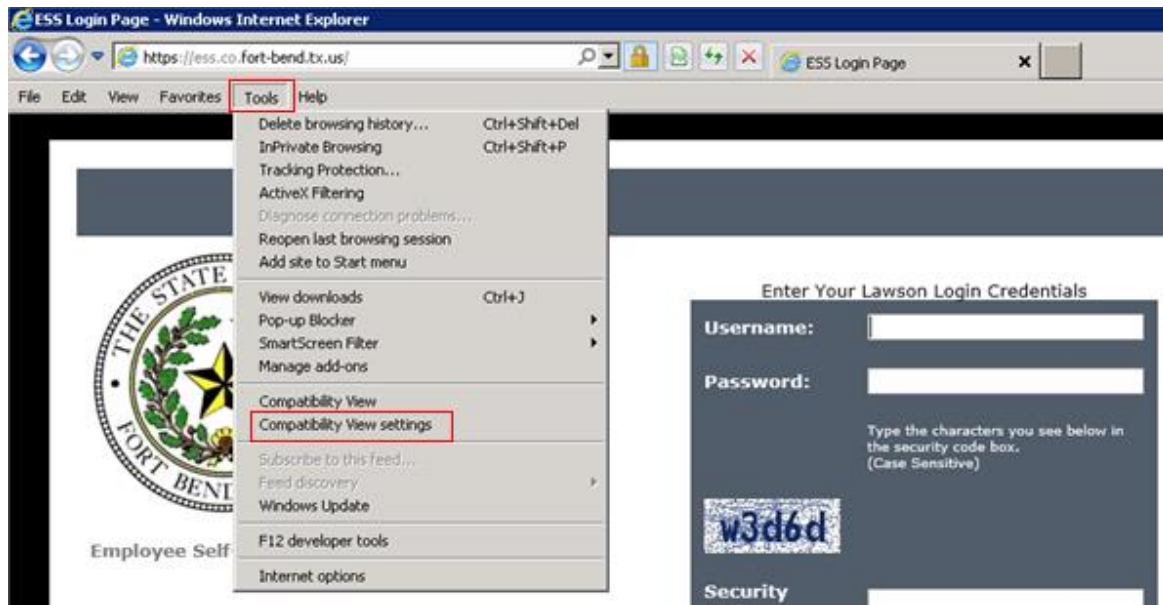 ESS Login Page - Windows Internet Explorer
https://ess.co.fort-bend.tx.us/
ESS Login Page
File Edit View Favorites Tools Help
Delete browsing history... Ctrl+Shift+Del
InPrivate Browsing Ctrl+Shift+P
Tracking Protection...
ActiveX Filtering
Diagnose connection problems...
Reopen last browsing session
Add site to Start menu
View downloads Ctrl+J
Pop-up Blocker
SmartScreen Filter
Manage add-ons
Compatibility View
Compatibility View settings
Subscribe to this feed...
Feed discovery
Windows Update
F12 developer tools
Internet options
THE STATE
FORT BEND
Employee Self
Enter Your Lawson Login Credentials
Username:
Password:
Type the characters you see below in
the security code box.
(Case Sensitive)
w3d6d
Security